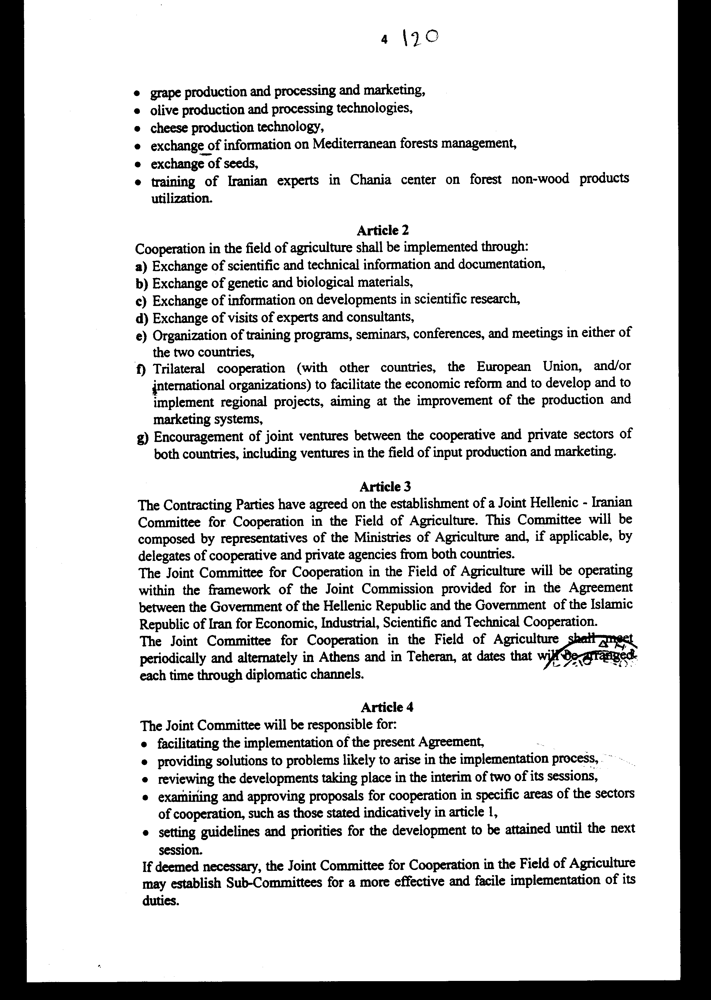 4 120
• grape production and processing and marketing,
• olive production and processing technologies,
• cheese production technology,
• exchange of information on Mediterranean forests management,
• exchange of seeds,
• training of Iranian experts in Chania center on forest non-wood products
utilization.
Article 2
Cooperation in the field of agriculture shall be implemented through:
a) Exchange of scientific and technical information and documentation,
b) Exchange of genetic and biological materials,
c) Exchange of information on developments in scientific research,
d) Exchange of visits of experts and consultants,
e) Organization of training programs, seminars, conferences, and meetings in either of
the two countries,
f) Trilateral cooperation (with other countries, the European Union, and/or
international organizations) to facilitate the economic reform and to develop and to
implement regional projects, aiming at the improvement of the production and
marketing systems,
g) Encouragement of joint ventures between the cooperative and private sectors of
both countries, including ventures in the field of input production and marketing.
Article 3
The Contracting Parties have agreed on the establishment of a Joint Hellenic - Iranian
Committee for Cooperation in the Field of Agriculture. This Committee will be
composed by representatives of the Ministries of Agriculture and, if applicable, by
delegates of cooperative and private agencies from both countries.
The Joint Committee for Cooperation in the Field of Agriculture will be operating
within the framework of the Joint Commission provided for in the Agreement
between the Government of the Hellenic Republic and the Government of the Islamic
Republic of Iran for Economic, Industrial, Scientific and Technical Cooperation.
The Joint Committee for Cooperation in the Field of Agriculture shall meet
periodically and alternately in Athens and in Teheran, at dates that will be arranged
each time through diplomatic channels.
Article 4
The Joint Committee will be responsible for:
• facilitating the implementation of the present Agreement,
• providing solutions to problems likely to arise in the implementation process,
• reviewing the developments taking place in the interim of two of its sessions,
• examining and approving proposals for cooperation in specific areas of the sectors
of cooperation, such as those stated indicatively in article 1,
• setting guidelines and priorities for the development to be attained until the next
session.
If deemed necessary, the Joint Committee for Cooperation in the Field of Agriculture
may establish Sub-Committees for a more effective and facile implementation of its
duties.